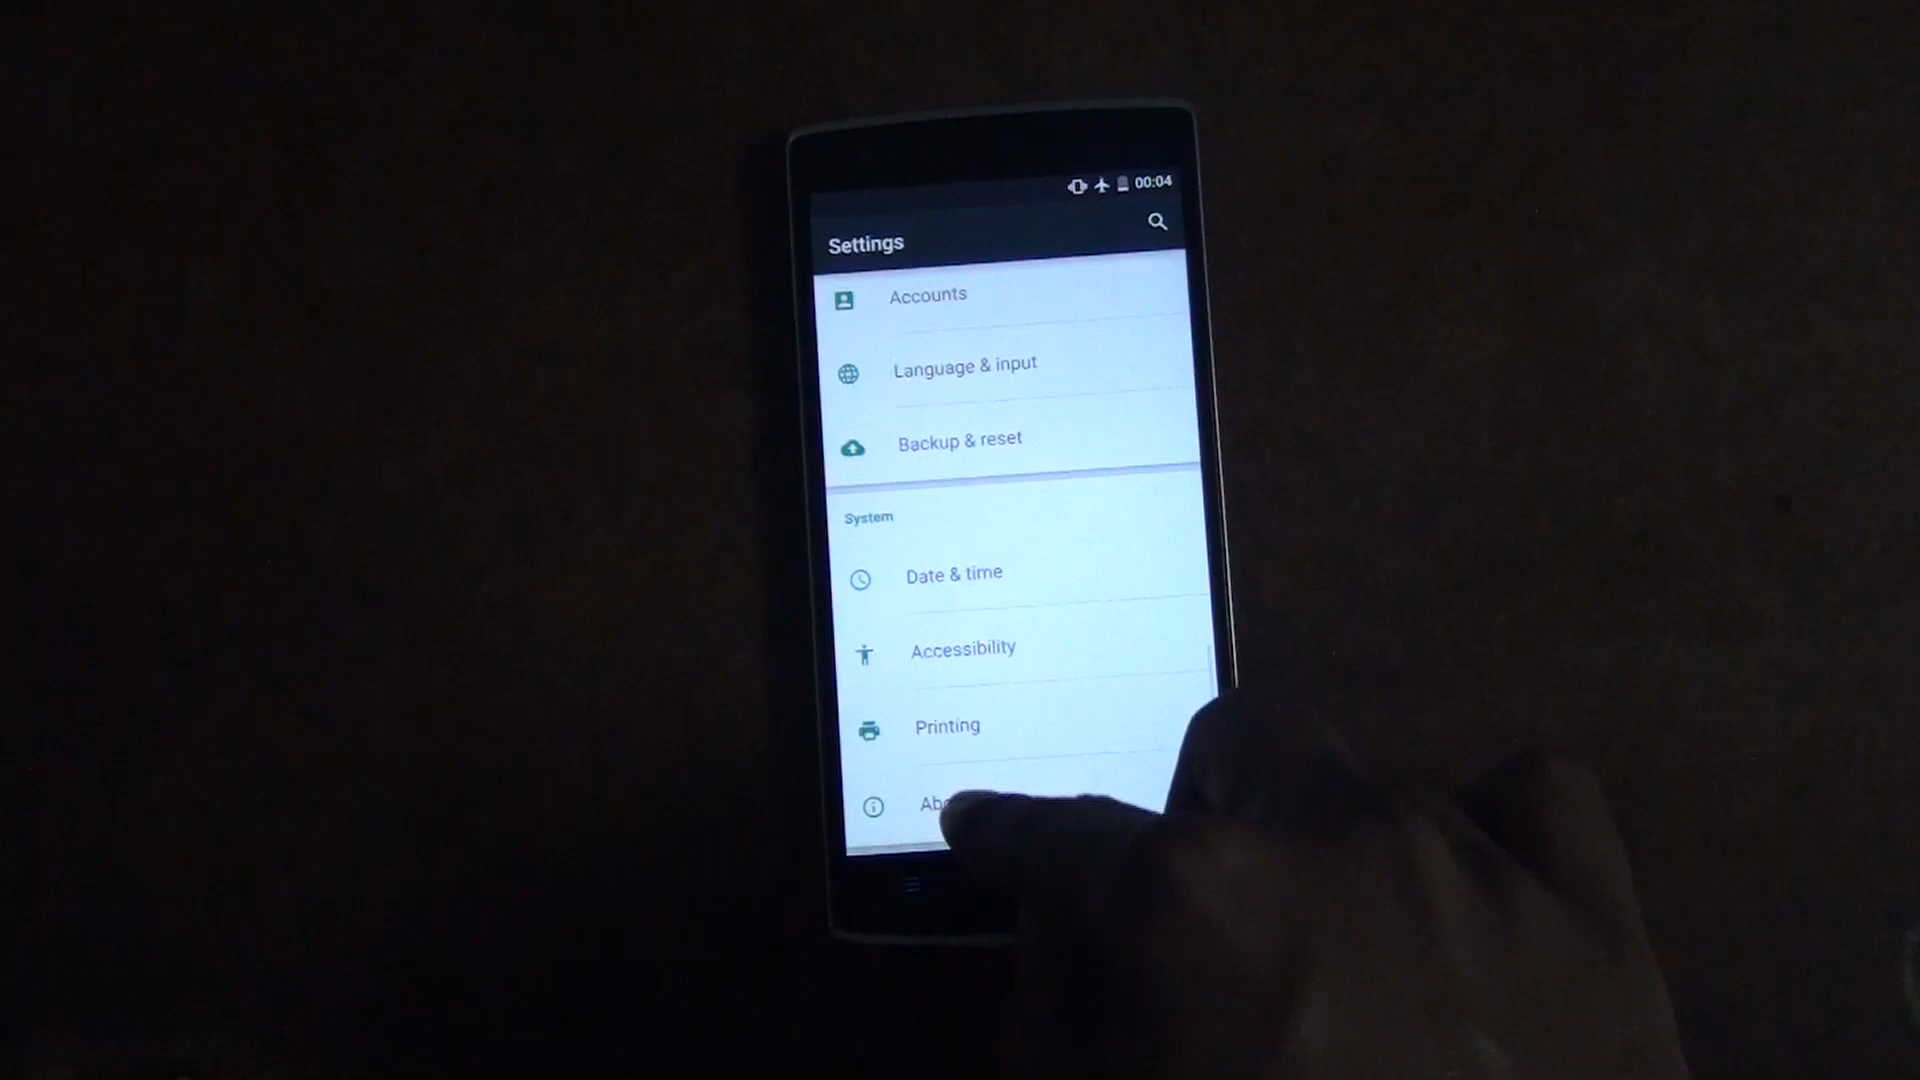 00:04
Settings
Accounts
Language & input
Backup & reset
System
Date & time
Accessibility
Printing